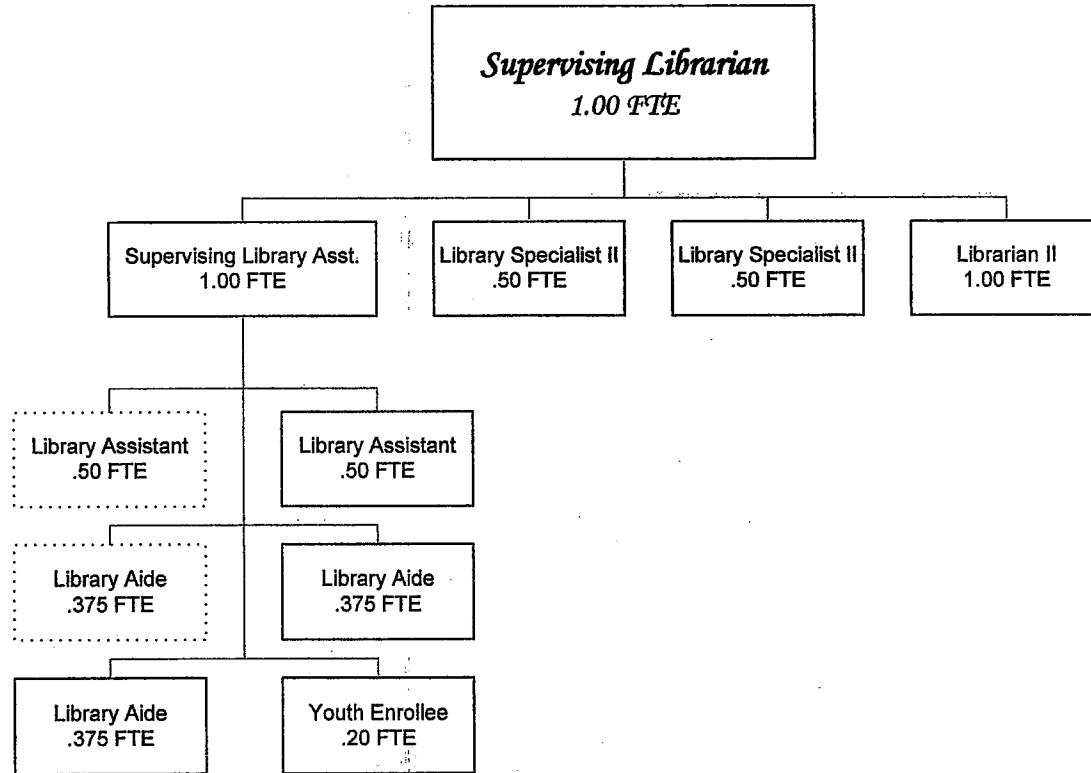 Supervising Librarian
1.00 FTE
Supervising Library Asst.
1.00 FTE
Library Specialist II
.50 FTE
Library Specialist II
.50 FTE
Librarian II
1.00 FTE
Library Assistant
.50 FTE
Library Assistant
.50 FTE
Library Aide
.375 FTE
Library Aide
.375 FTE
Library Aide
.375 FTE
Youth Enrollee
.20 FTE